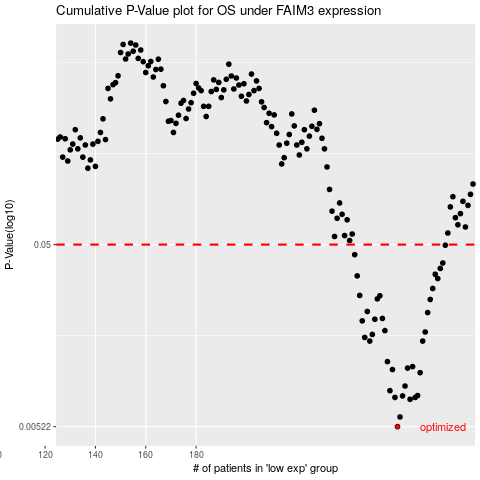 Cumulative P-Value plot for OS under FAIM3 expression
P-Value(log10)
0.05
0.00522
optimized
0 120 140 160 180
# of patients in 'low exp' group